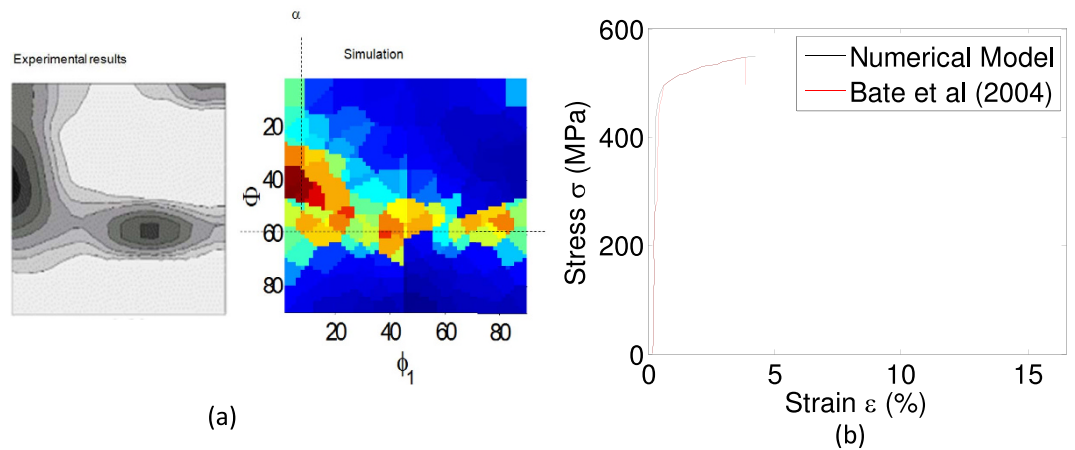 α
Experimental results
Simulation
20
40
60
80
Φ
20 40 60 80
ϕ1
(a)
600
400
200
0
Stress σ (MPa)
Numerical Model
Bate et al (2004)
0 5 10 15
Strain ε (%)
(b)